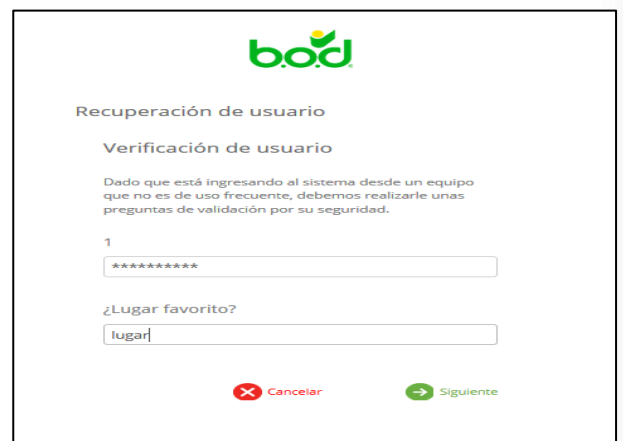 b.o.d.
Recuperación de usuario
Verificación de usuario
Dado que está ingresando al sistema desde un equipo
que no es de uso frecuente, debemos realizarle unas
preguntas de validación por su seguridad.
1
**********
¿Lugar favorito?
lugar
Cancelar
Siguiente